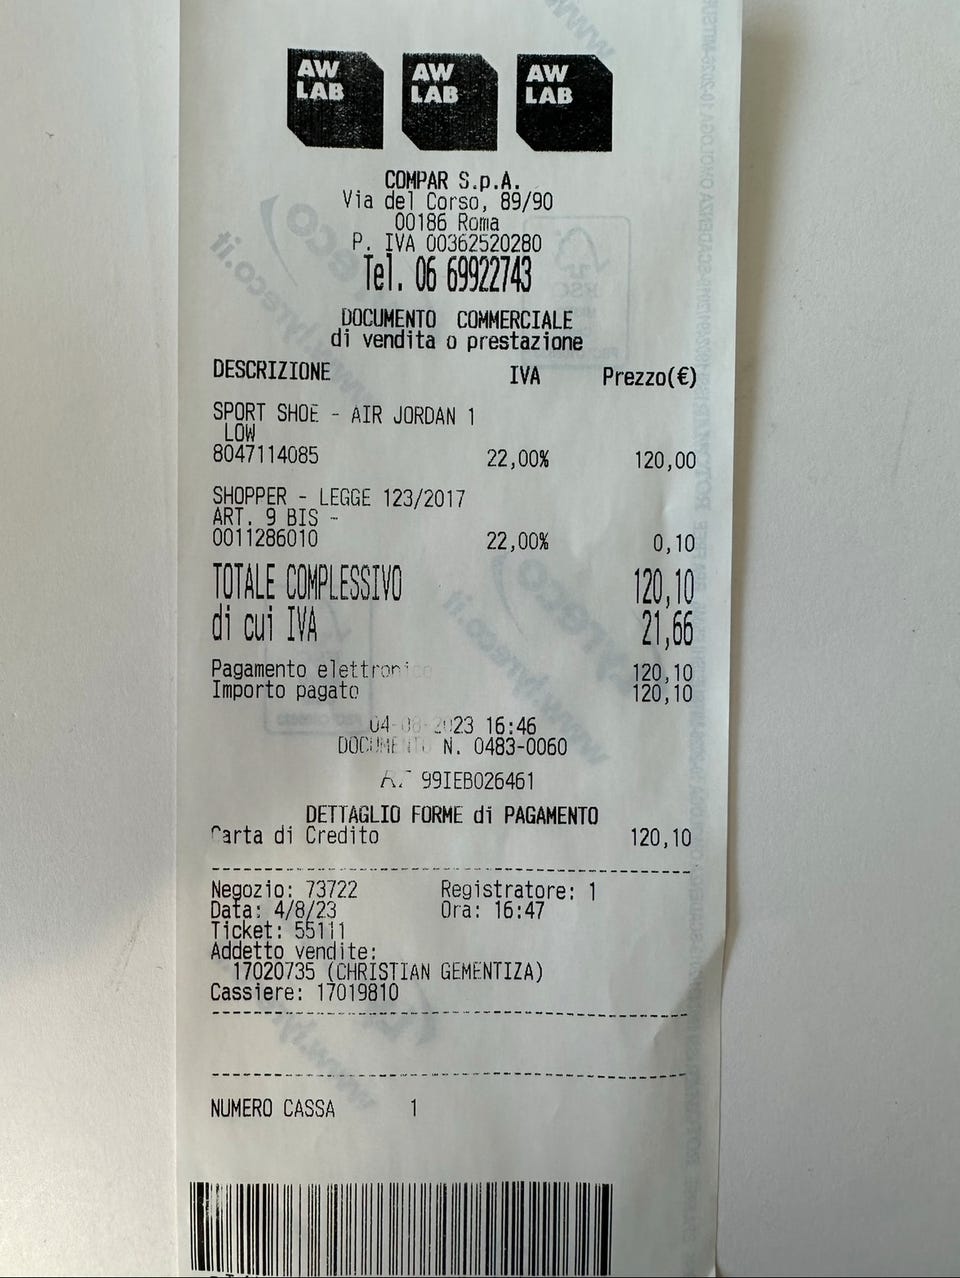 AW LAB AW LAB AW LAB
COMPAR S.p.A.
Via del Corso, 89/90
00186 Roma
P. IVA 00362520280
Tel. 06 69922743
DOCUMENTO COMMERCIALE
di vendita o prestazione
DESCRIZIONE IVA Prezzo(€)
SPORT SHOE - AIR JORDAN 1
LOW
8047114085 22,00% 120,00
SHOPPER - LEGGE 123/2017
ART. 9 BIS -
0011286010 22,00% 0,10
TOTALE COMPLESSIVO 120,10
di cui IVA 21,66
Pagamento elettronico 120,10
Importo pagato 120,10
04-08-2023 16:46
DOCUMENTO N. 0483-0060
99IEB026461
DETTAGLIO FORME di PAGAMENTO
Carta di Credito 120,10
Negozio: 73722 Registratore: 1
Data: 4/8/23 Ora: 16:47
Ticket: 55111
Addetto vendite:
17020735 (CHRISTIAN GEMENTIZA)
Cassiere: 17019810
NUMERO CASSA 1